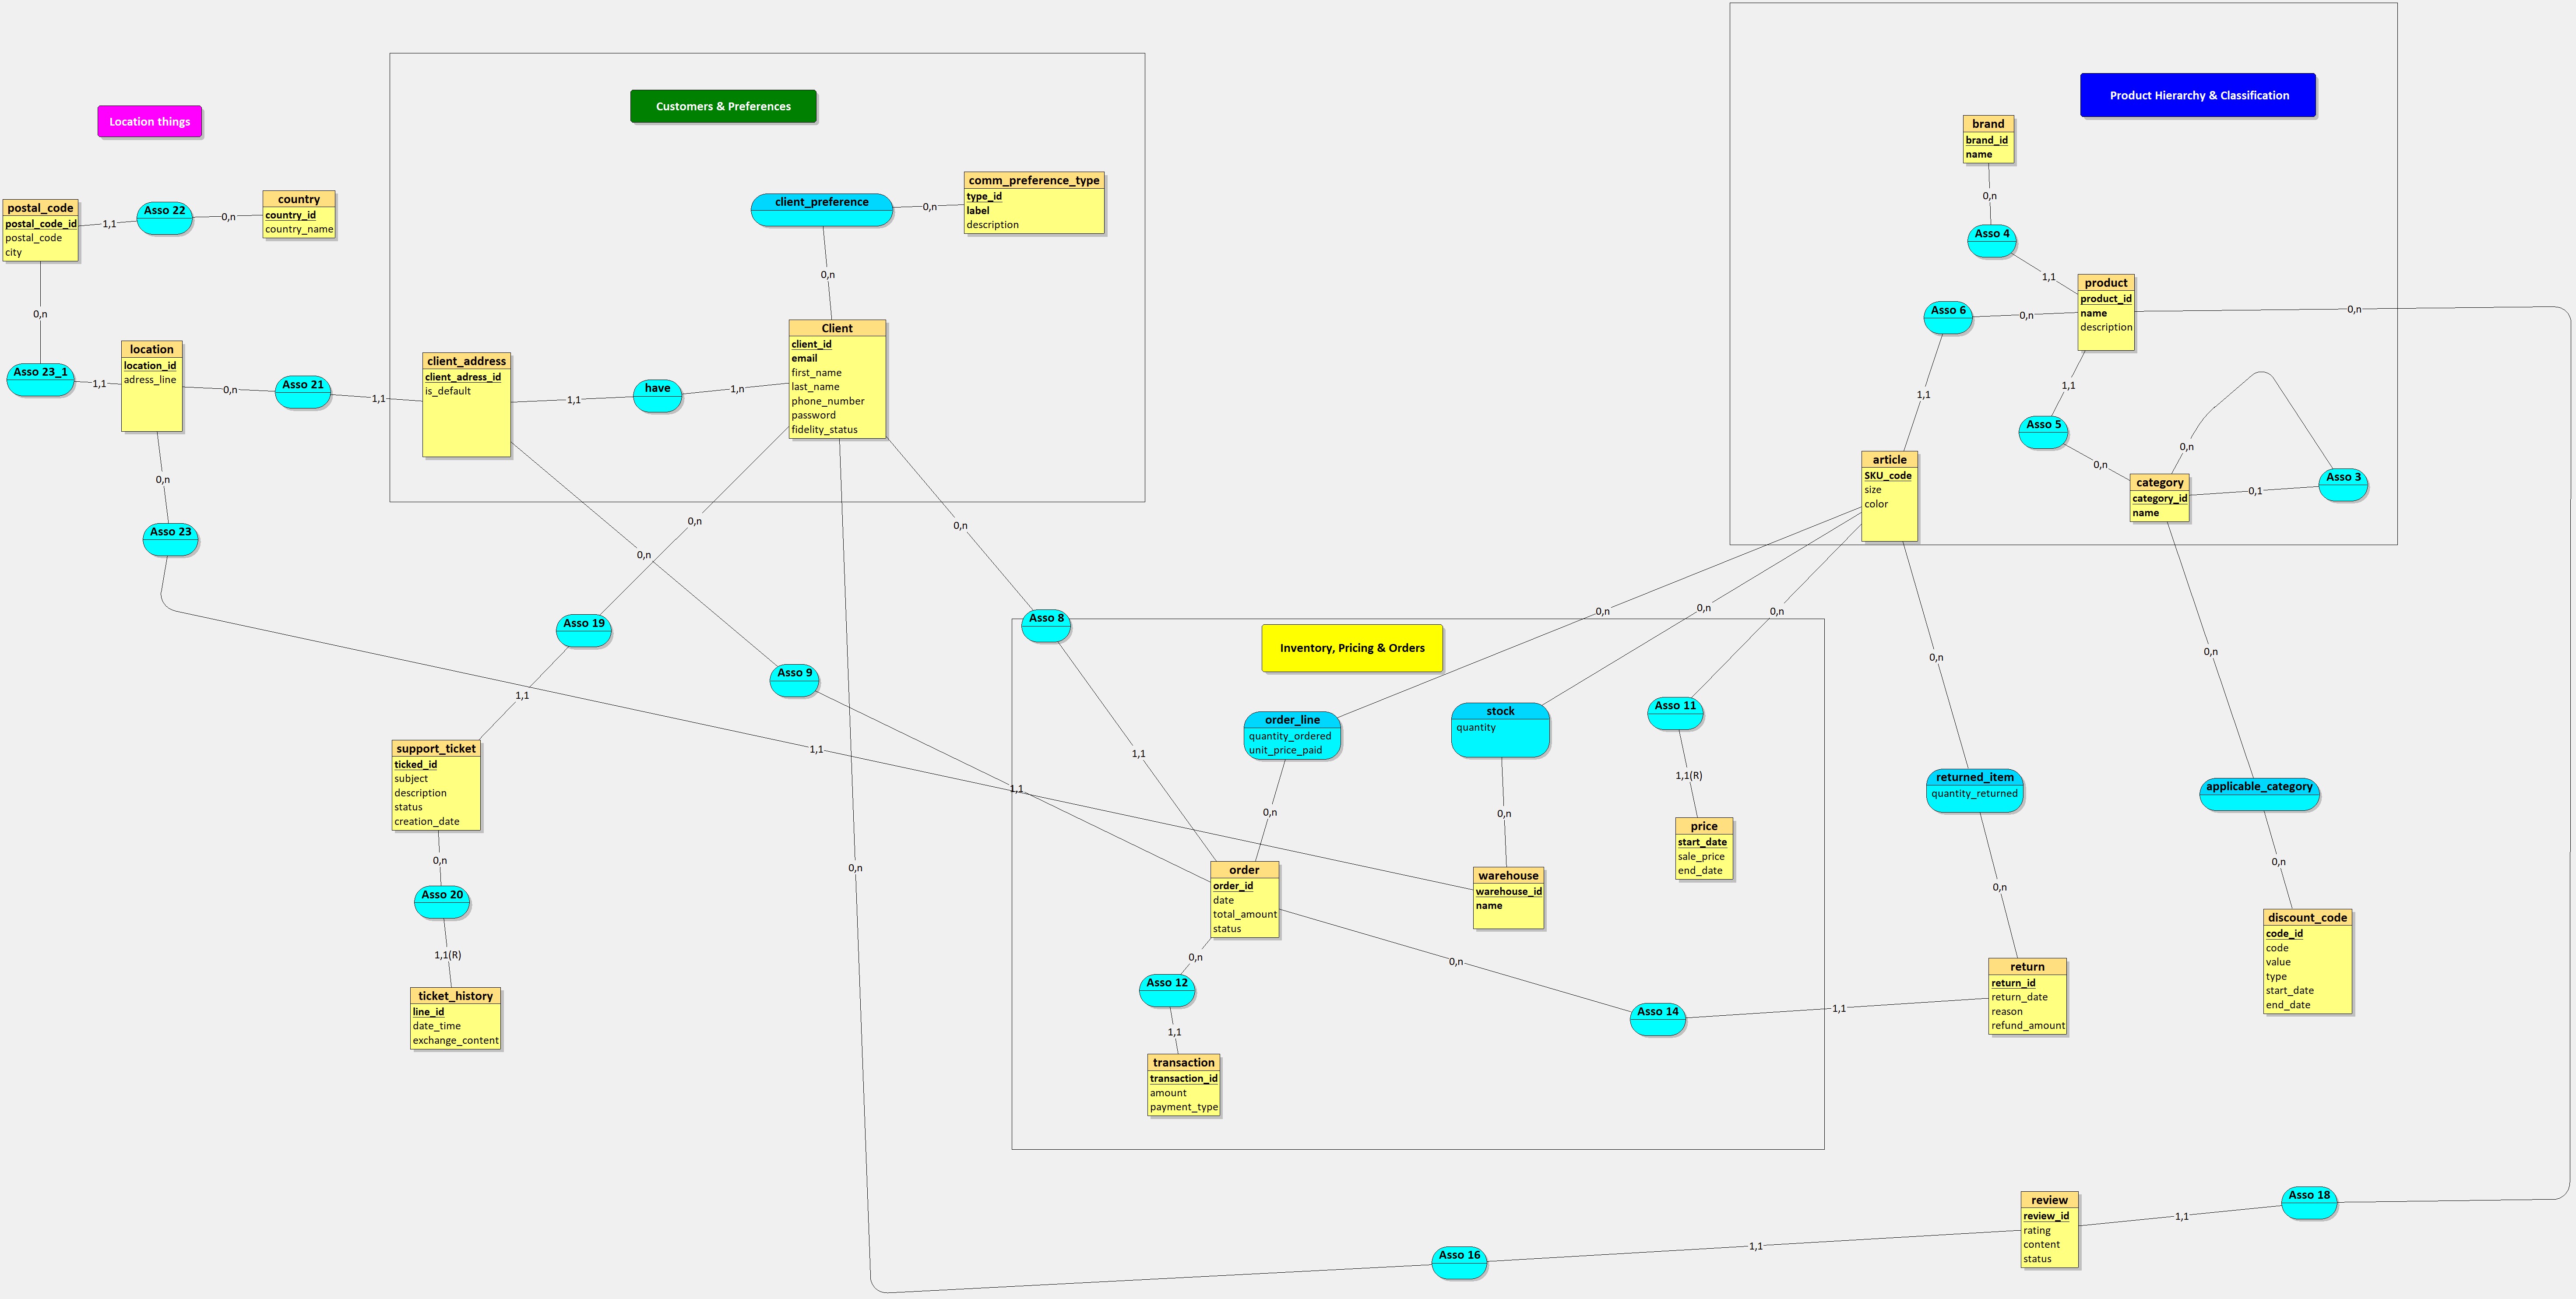 Location things
Customers & Preferences
Product Hierarchy & Classification
postal_code
postal_code_id
postal_code
city
1,1
Asso 22
0,n
country
country_id
country_name
0,n
Asso 23_1
1,1
location
location_id
adress_line
0,n
Asso 21
1,1
0,n
Asso 23
1,1
client_preference
0,n
comm_preference_type
type_id
label
description
0,n
client_address
client_adress_id
is_default
1,1
have
1,n
Client
client_id
email
first_name
last_name
phone_number
password
fidelity_status
0,n
0,n
0,n
0,n
brand
brand_id
name
0,n
Asso 4
1,1
product
product_id
name
description
0,n
Asso 6
0,n
1,1
1,1
Asso 5
0,n
article
SKU_code
size
color
category
category_id
name
0,n
0,1
Asso 3
Asso 19
1,1
Asso 9
1,1
Asso 8
1,1
Inventory, Pricing & Orders
0,n
0,n
0,n
0,n
0,n
support_ticket
ticked_id
subject
description
status
creation_date
0,n
Asso 20
1,1(R)
ticket_history
line_id
date_time
exchange_content
order_line
quantity_ordered
unit_price_paid
0,n
stock
quantity
0,n
Asso 11
1,1(R)
price
start_date
sale_price
end_date
order
order_id
date
total_amount
status
warehouse
warehouse_id
name
0,n
Asso 12
1,1
transaction
transaction_id
amount
payment_type
0,n
Asso 14
1,1
returned_item
quantity_returned
0,n
return
return_id
return_date
reason
refund_amount
applicable_category
0,n
discount_code
code_id
code
value
type
start_date
end_date
Asso 16
1,1
review
review_id
rating
content
status
1,1
Asso 18